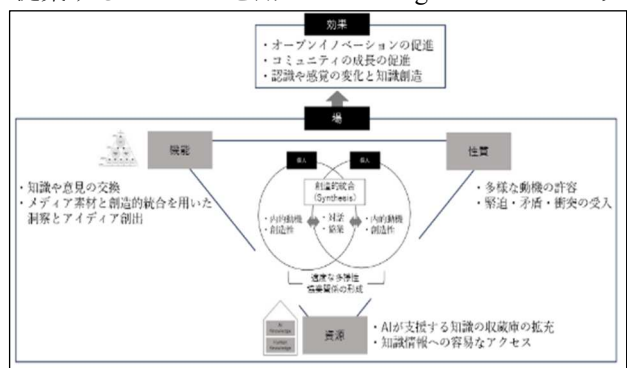 効果
・オープンイノベーションの促進
・コミュニティの成長の促進
・認識や感覚の変化と知識創造
場
機能
・知識や意見の交換
・メディア素材と創造的統合を用いた
洞察とアイディア創出
性質
・多様な動機の許容
・緊迫・矛盾・衝突の受入
個人
個人
創造的統合
(Synthesis)
・内的動機
・創造性
・対話
・協業
・内的動機
・創造性
適度な多様性
協業関係の形成
資源
・AIが支援する知識の収蔵庫の拡充
・知識情報への容易なアクセス
AI
Knowledge
Human
Knowledge